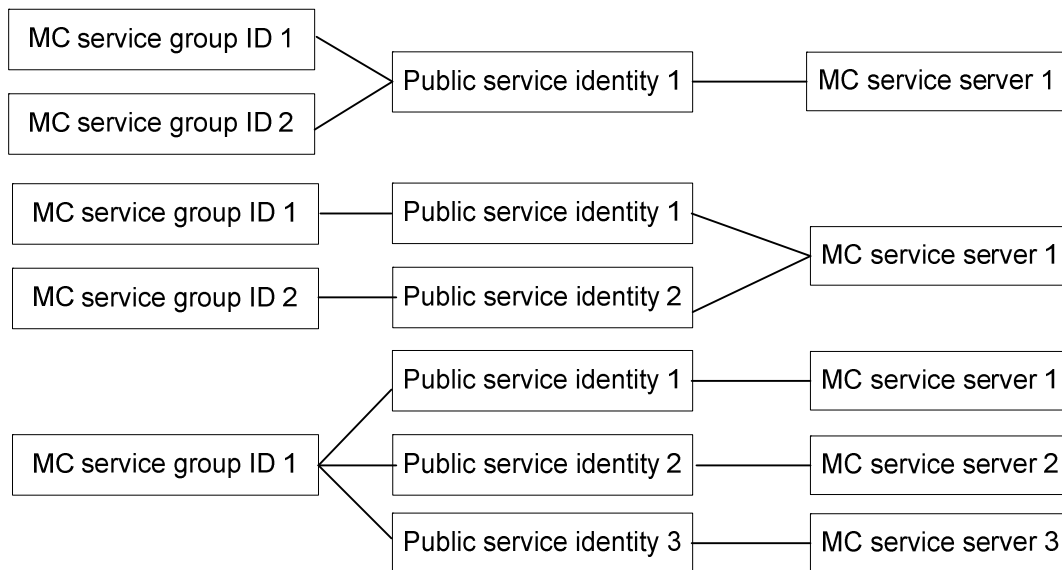 MC service group ID 1
MC service group ID 2
Public service identity 1
MC service server 1
MC service group ID 1
MC service group ID 2
Public service identity 1
Public service identity 2
MC service server 1
MC service group ID 1
Public service identity 1
Public service identity 2
Public service identity 3
MC service server 1
MC service server 2
MC service server 3